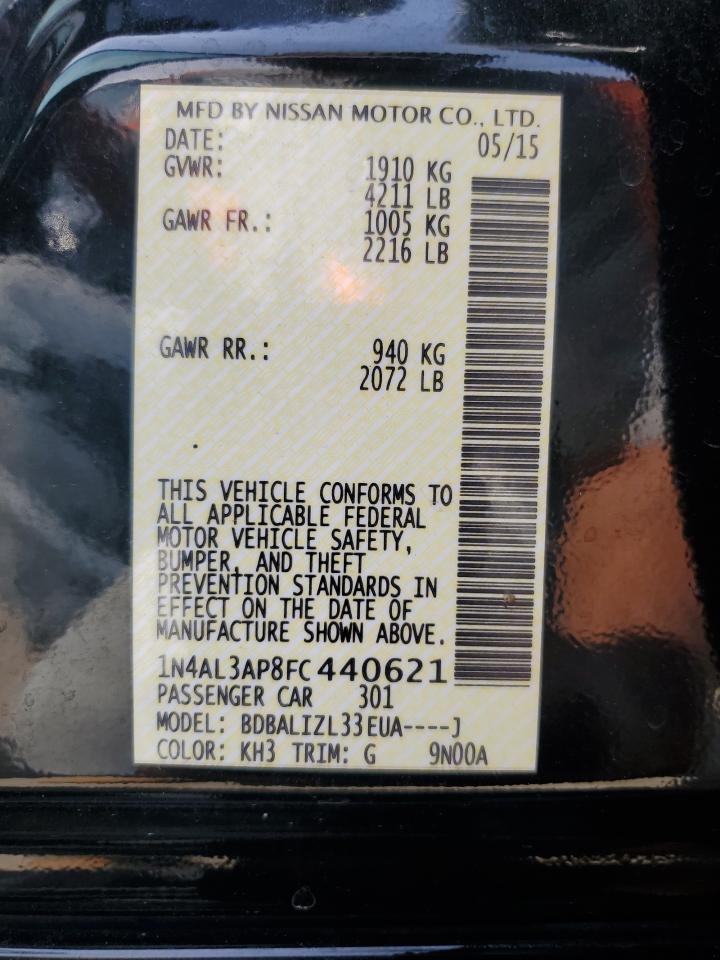 MFD BY NISSAN MOTOR CO., LTD.
DATE: 05/15
GVWR: 1910 KG
4211 LB
GAWR FR.: 1005 KG
2216 LB
GAWR RR.: 940 KG
2072 LB
THIS VEHICLE CONFORMS TO
ALL APPLICABLE FEDERAL
MOTOR VEHICLE SAFETY,
BUMPER, AND THEFT
PREVENTION STANDARDS IN
EFFECT ON THE DATE OF
MANUFACTURE SHOWN ABOVE.
1N4AL3AP8FC440621
PASSENGER CAR 301
MODEL: BDBALIZL33EUA----J
COLOR: KH3 TRIM: G 9N00A